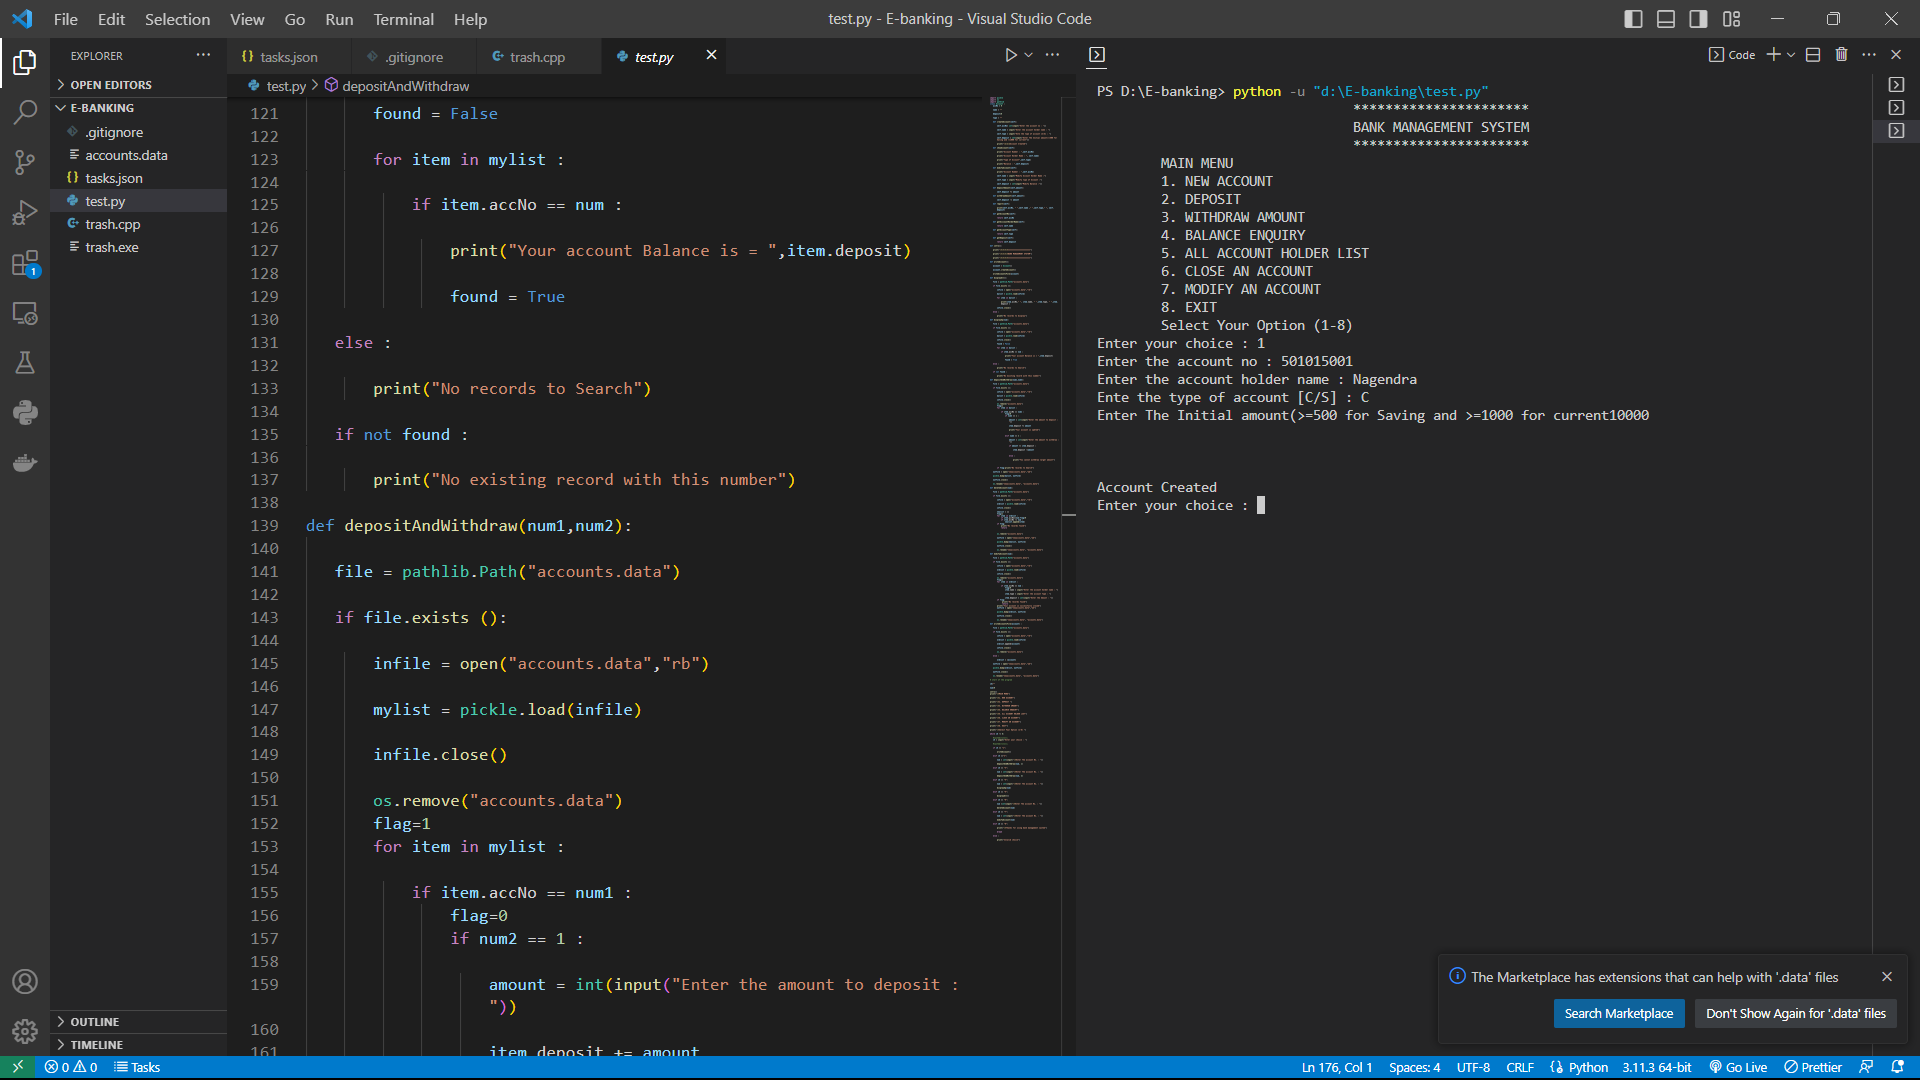 File Edit Selection View Go Run Terminal Help
test.py - E-banking - Visual Studio Code
EXPLORER
OPEN EDITORS
E-BANKING
.gitignore
accounts.data
tasks.json
test.py
trash.cpp
trash.exe
OUTLINE
TIMELINE
tasks.json .gitignore trash.cpp test.py
test.py > depositAndWithdraw
121 found = False
122
123 for item in mylist :
124
125 if item.accNo == num :
126
127 print("Your account Balance is = ",item.deposit)
128
129 found = True
130
131 else :
132
133 print("No records to Search")
134
135 if not found :
136
137 print("No existing record with this number")
138
139 def depositAndWithdraw(num1,num2):
140
141 file = pathlib.Path("accounts.data")
142
143 if file.exists ():
144
145 infile = open("accounts.data","rb")
146
147 mylist = pickle.load(infile)
148
149 infile.close()
150
151 os.remove("accounts.data")
152 flag=1
153 for item in mylist :
154
155 if item.accNo == num1 :
156 flag=0
157 if num2 == 1 :
158
159 amount = int(input("Enter the amount to deposit :
"))
160
161 item.deposit += amount
Code
PS D:\E-banking> python -u "d:\E-banking\test.py"
**********************
BANK MANAGEMENT SYSTEM
**********************
MAIN MENU
1. NEW ACCOUNT
2. DEPOSIT
3. WITHDRAW AMOUNT
4. BALANCE ENQUIRY
5. ALL ACCOUNT HOLDER LIST
6. CLOSE AN ACCOUNT
7. MODIFY AN ACCOUNT
8. EXIT
Select Your Option (1-8)
Enter your choice : 1
Enter the account no : 501015001
Enter the account holder name : Nagendra
Ente the type of account [C/S] : C
Enter The Initial amount(>=500 for Saving and >=1000 for current10000
Account Created
Enter your choice :
The Marketplace has extensions that can help with '.data' files
Search Marketplace
Don't Show Again for '.data' files
1
0 0 Tasks
Ln 176, Col 1 Spaces: 4 UTF-8 CRLF Python 3.11.3 64-bit Go Live Prettier